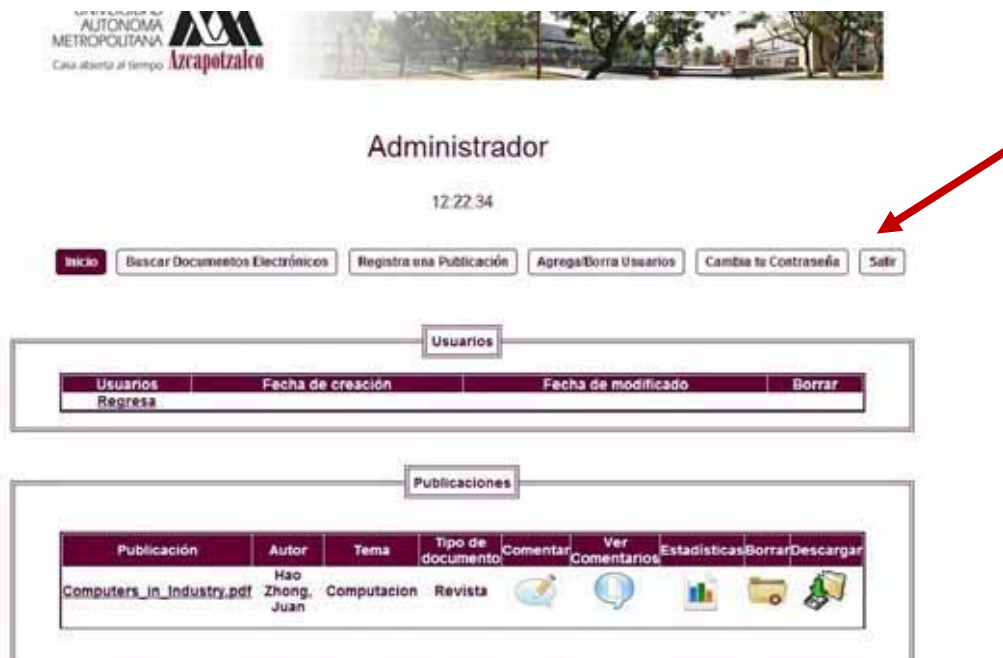 UNIVERSIDAD
AUTONOMA
METROPOLITANA
Casa abierta al tiempo Azcapotzalco
Administrador
12:22:34
Inicio Buscar Documentos Electrónicos Registra una Publicación Agrega/Borra Usuarios Cambia tu Contraseña Salir
Usuarios
Usuarios Fecha de creación Fecha de modificado Borrar
Regresa
Publicaciones
Publicación Autor Tema Tipo de documento Comentar Ver Comentarios Estadísticas Borrar Descargar
Computers_in_Industry.pdf Hao Zhong, Juan Computacion Revista